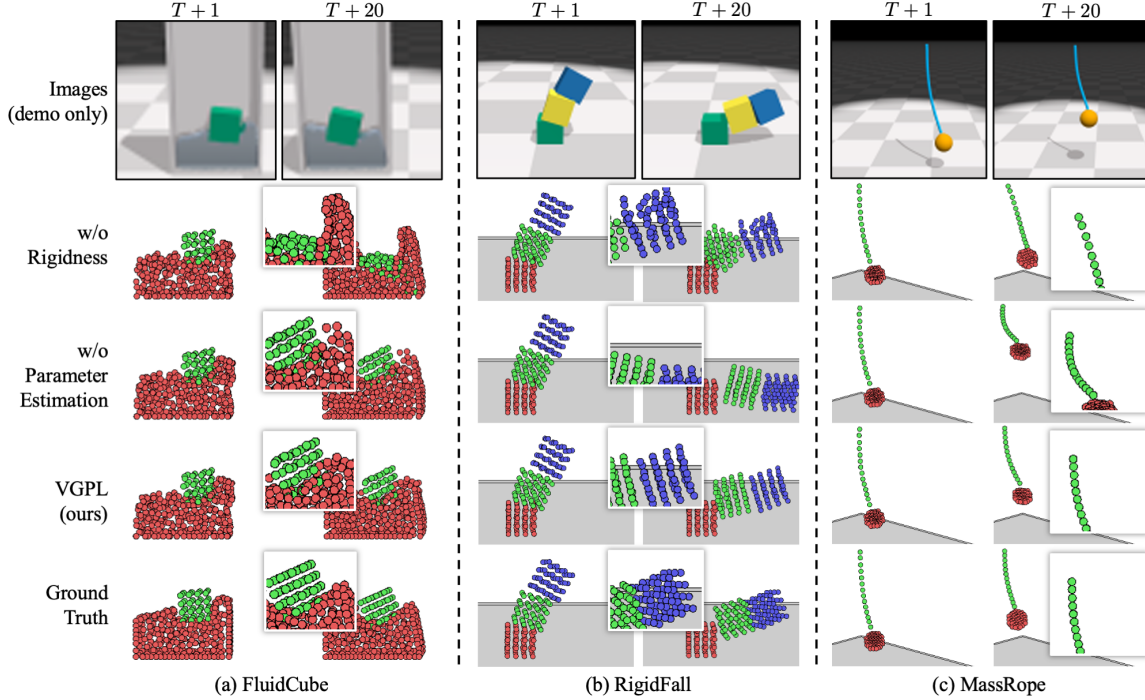 T + 1
T + 20
T + 1
T + 20
T + 1
T + 20
Images
(demo only)
w/o
Rigidness
w/o
Parameter
Estimation
VGPL
(ours)
Ground
Truth
(a) FluidCube
(b) RigidFall
(c) MassRope